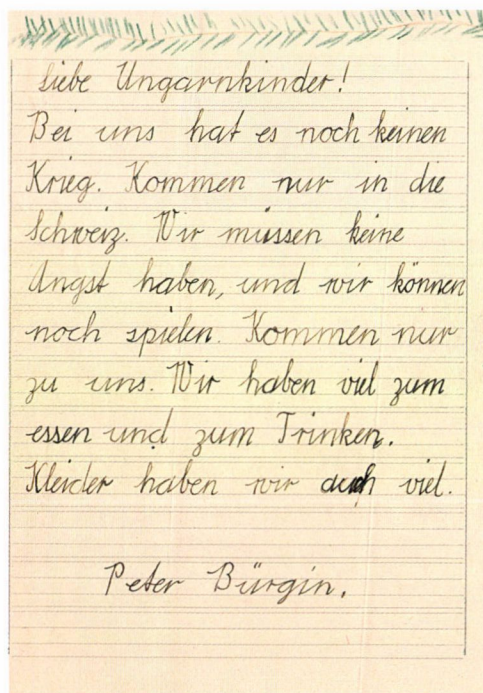 Liebe Ungarnkinder!
Bei uns hat es noch keinen
Krieg. Kommen nur in die
Schweiz. Wir müssen keine
Angst haben, und wir können
noch spielen. Kommen nur
zu uns. Wir haben viel zum
essen und zum Trinken.
Kleider haben wir auch viel.
Peter Bürgin.